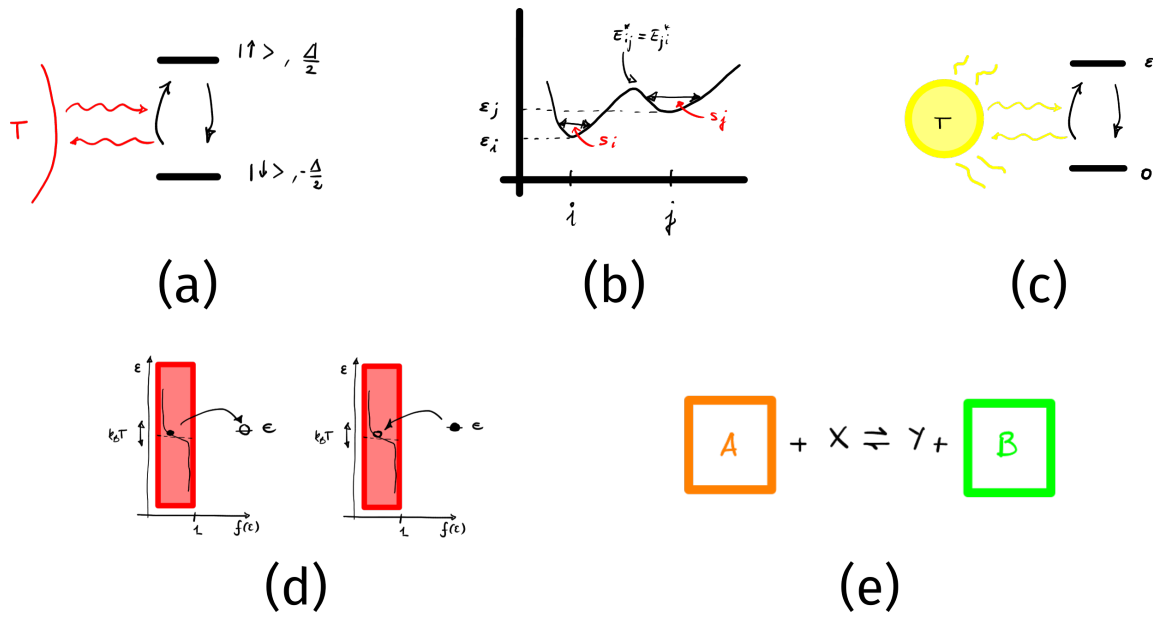 T
|↑>, Δ/2
|↓>, -Δ/2
(a)
E*ij = E*ji
εj
εi
si
sj
i
j
(b)
T
ε
0
(c)
ε
kBT
ϵ
1
f(ε)
ε
kBT
ϵ
1
f(ε)
(d)
A + X ⇌ Y + B
(e)